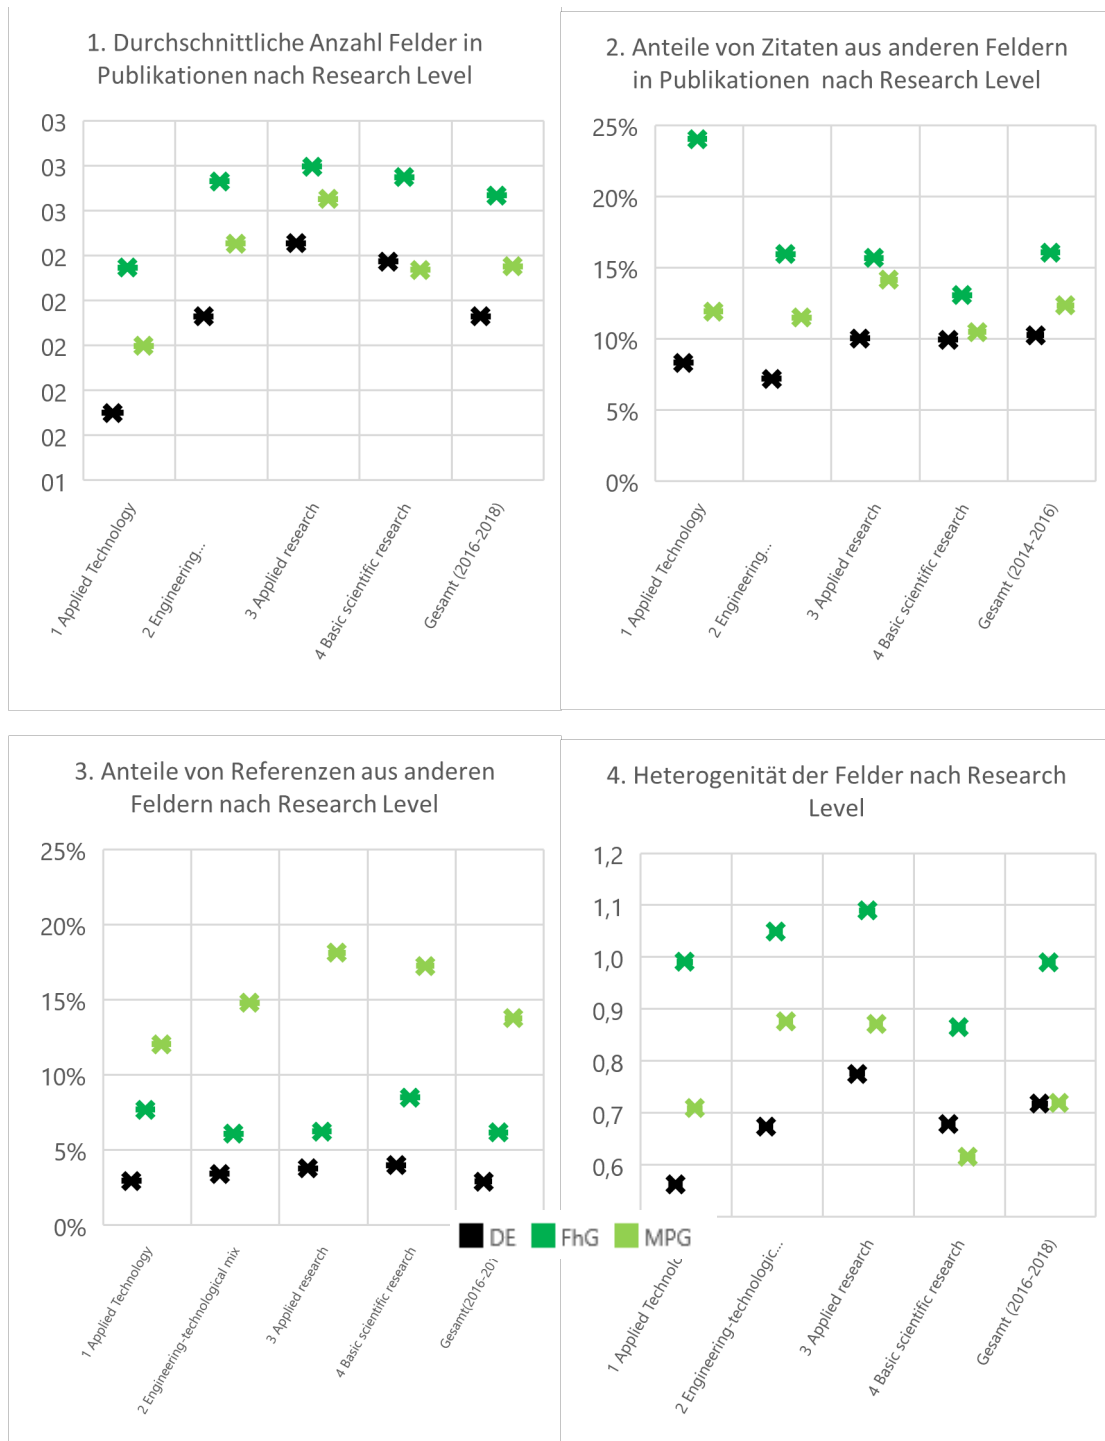 1. Durchschnittliche Anzahl Felder in
Publikationen nach Research Level
03
03
03
02
02
02
02
02
01
1 Applied Technology
2 Engineering...
3 Applied research
4 Basic scientific research
Gesamt (2016-2018)
2. Anteile von Zitaten aus anderen Feldern
in Publikationen nach Research Level
25%
20%
15%
10%
5%
0%
1 Applied Technology
2 Engineering...
3 Applied research
4 Basic scientific research
Gesamt (2014-2016)
3. Anteile von Referenzen aus anderen
Feldern nach Research Level
25%
20%
15%
10%
5%
0%
1 Applied Technology
2 Engineering-technological mix
3 Applied research
4 Basic scientific research
Gesamt(2016-20
4. Heterogenität der Felder nach Research
Level
1,2
1,1
1,0
0,9
0,8
0,7
0,6
1 Applied Technolo
2 Engineering-technologic...
3 Applied research
4 Basic scientific research
Gesamt (2016-2018)
DE FhG MPG